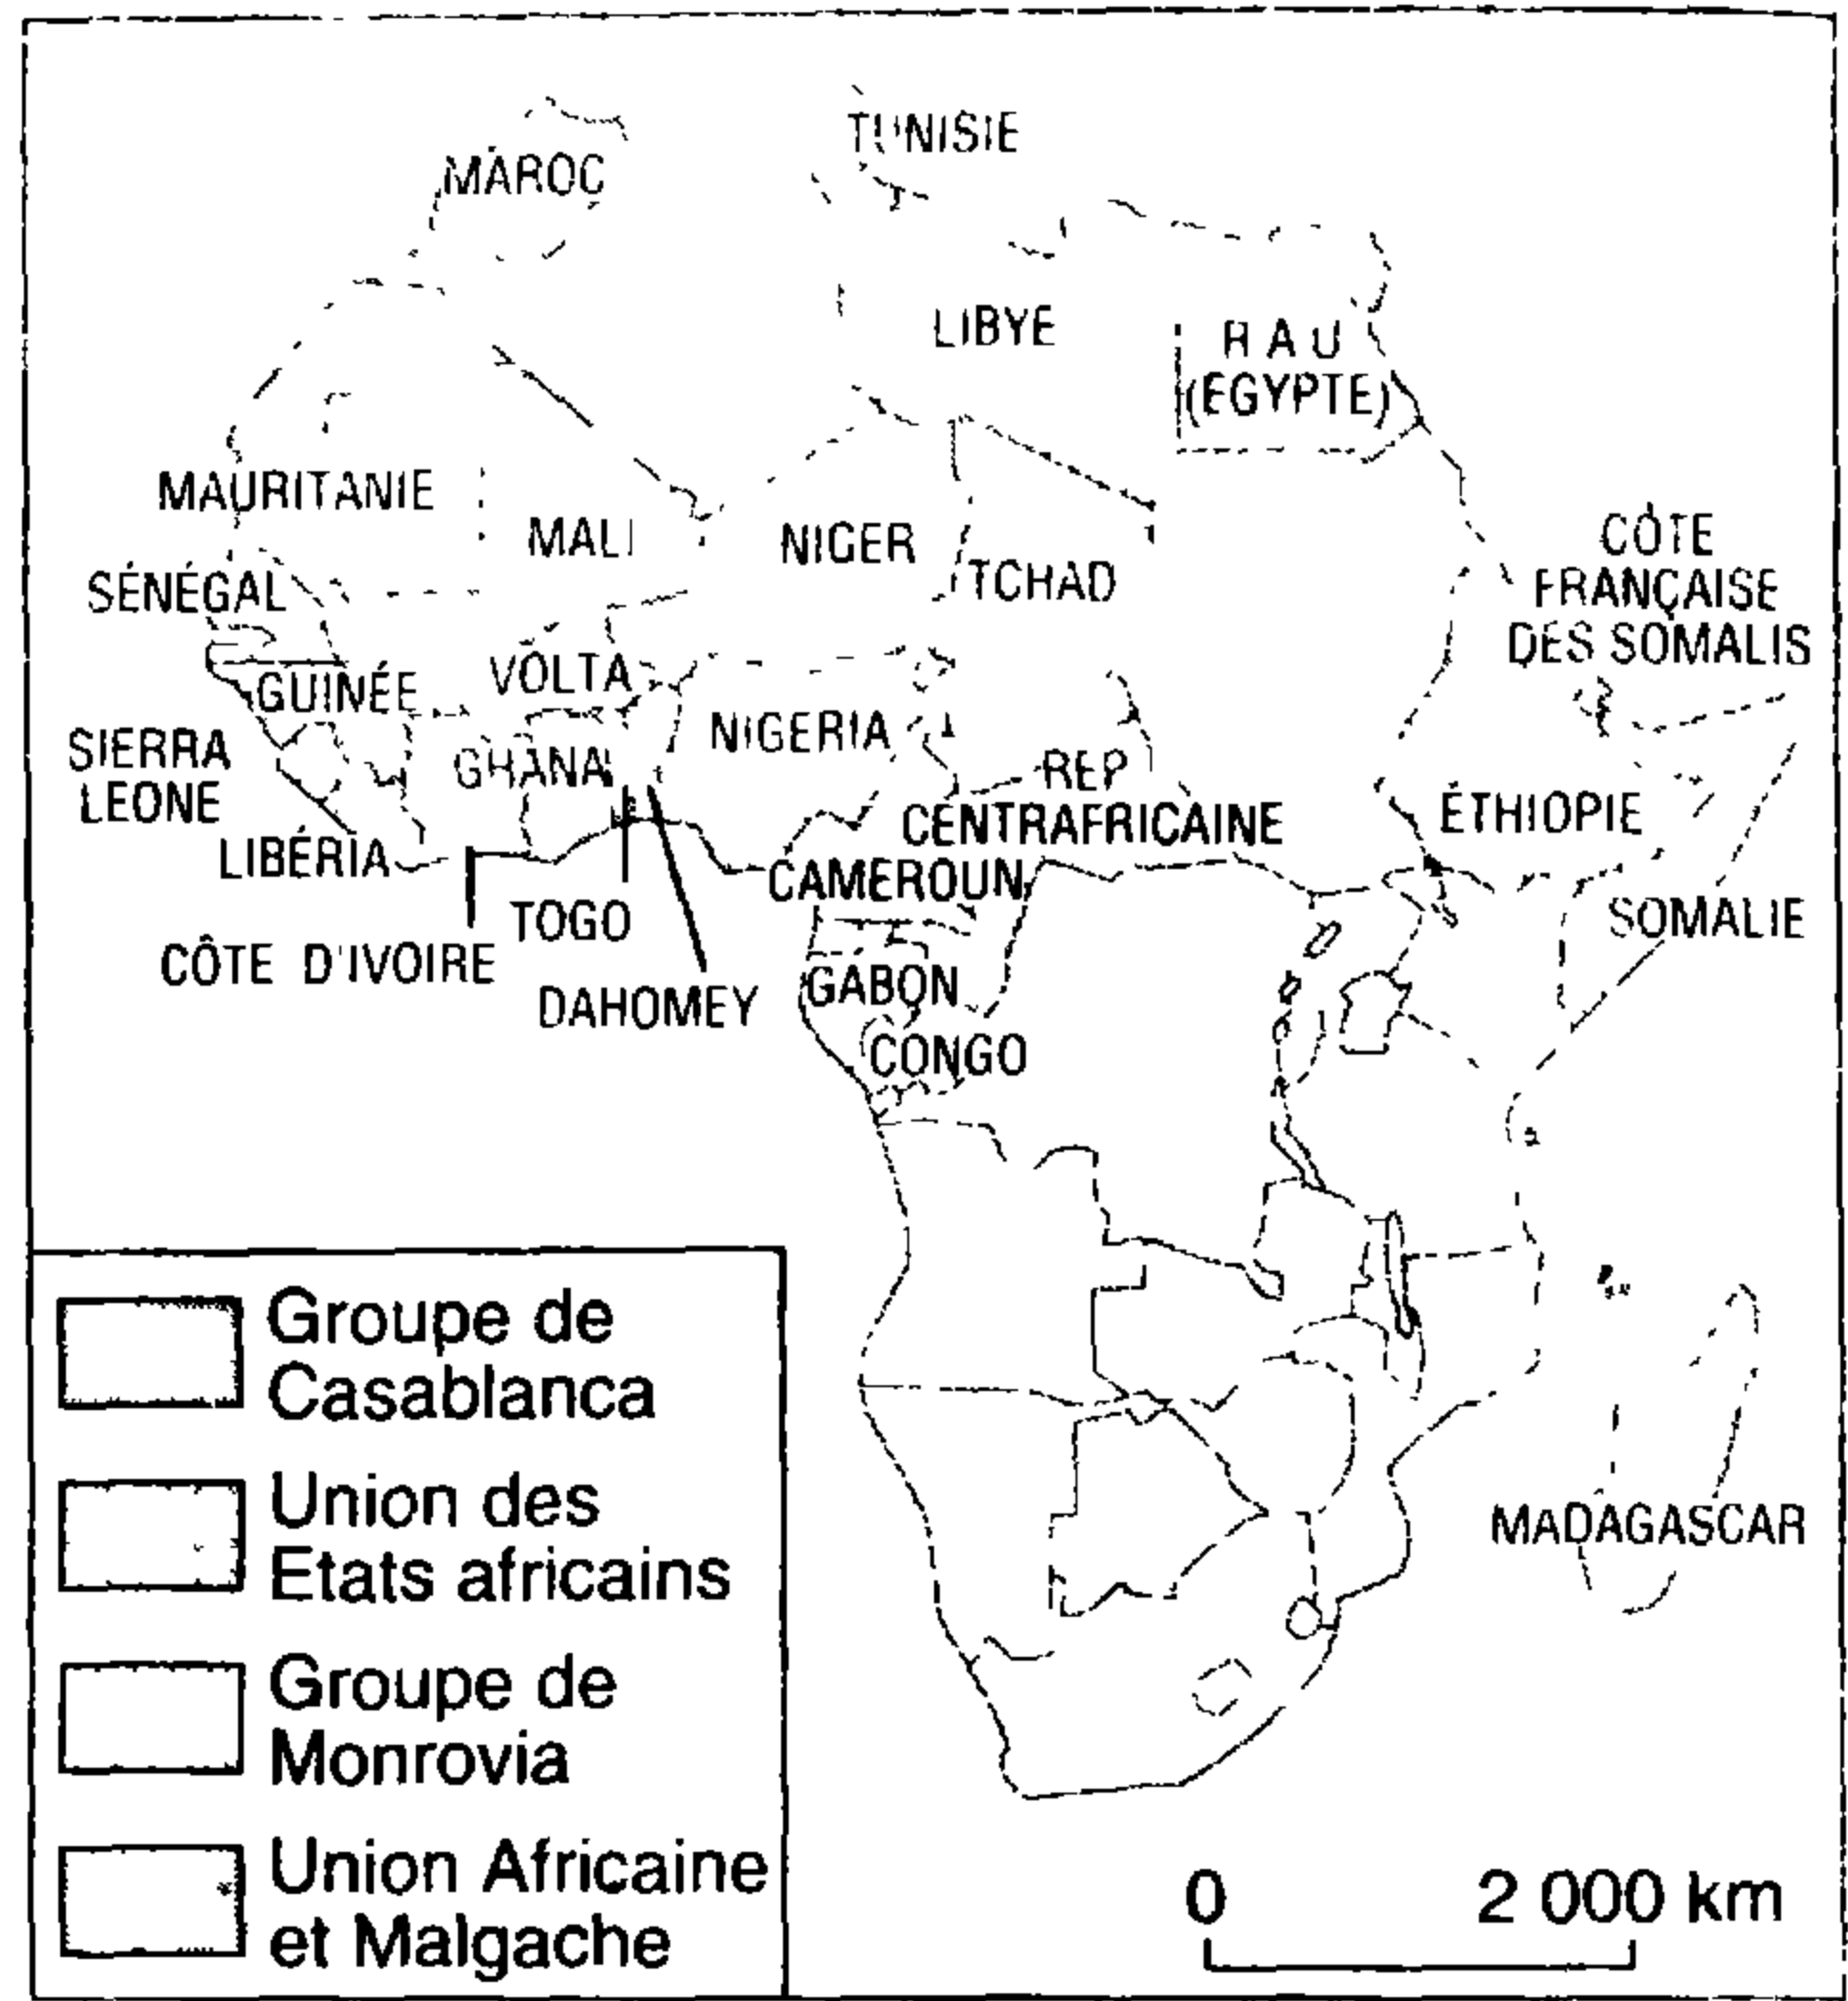 TUNISIE
MAROC
LIBYE
R A U
(EGYPTE)
MAURITANIE
MALI
NIGER
TCHAD
CÔTE
FRANÇAISE
DES SOMALIS
SÉNÉGAL
GUINÉE
VOLTA
NIGERIA
SIERRA
LEONE
GHANA
REP
CENTRAFRICAINE
ÉTHIOPIE
LIBÉRIA
CAMEROUN
TOGO
SOMALIE
CÔTE D'IVOIRE
DAHOMEY
GABON
CONGO
MADAGASCAR
Groupe de
Casablanca
Union des
Etats africains
Groupe de
Monrovia
Union Africaine
et Malgache
0 2 000 km